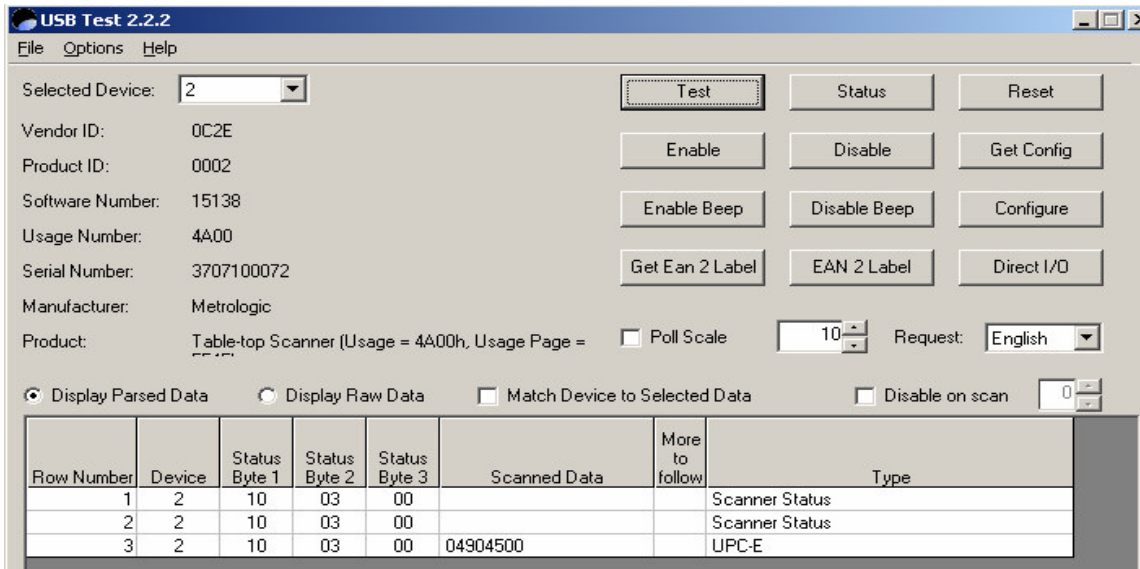 USB Test 2.2.2
File Options Help
Selected Device: 2 Test Status Reset
Vendor ID: 0C2E
Enable Disable Get Config
Product ID: 0002
Software Number: 15138 Enable Beep Disable Beep Configure
Usage Number: 4A00
Serial Number: 3707100072 Get Ean 2 Label EAN 2 Label Direct I/O
Manufacturer: Metrologic
Product: Table-top Scanner (Usage = 4A00h, Usage Page = Poll Scale 10 Request: English
Display Parsed Data Display Raw Data Match Device to Selected Data Disable on scan 0
Row Number Device Status Byte 1 Status Byte 2 Status Byte 3 Scanned Data More to follow Type
1 2 10 03 00 Scanner Status
2 2 10 03 00 Scanner Status
3 2 10 03 00 04904500 UPC-E